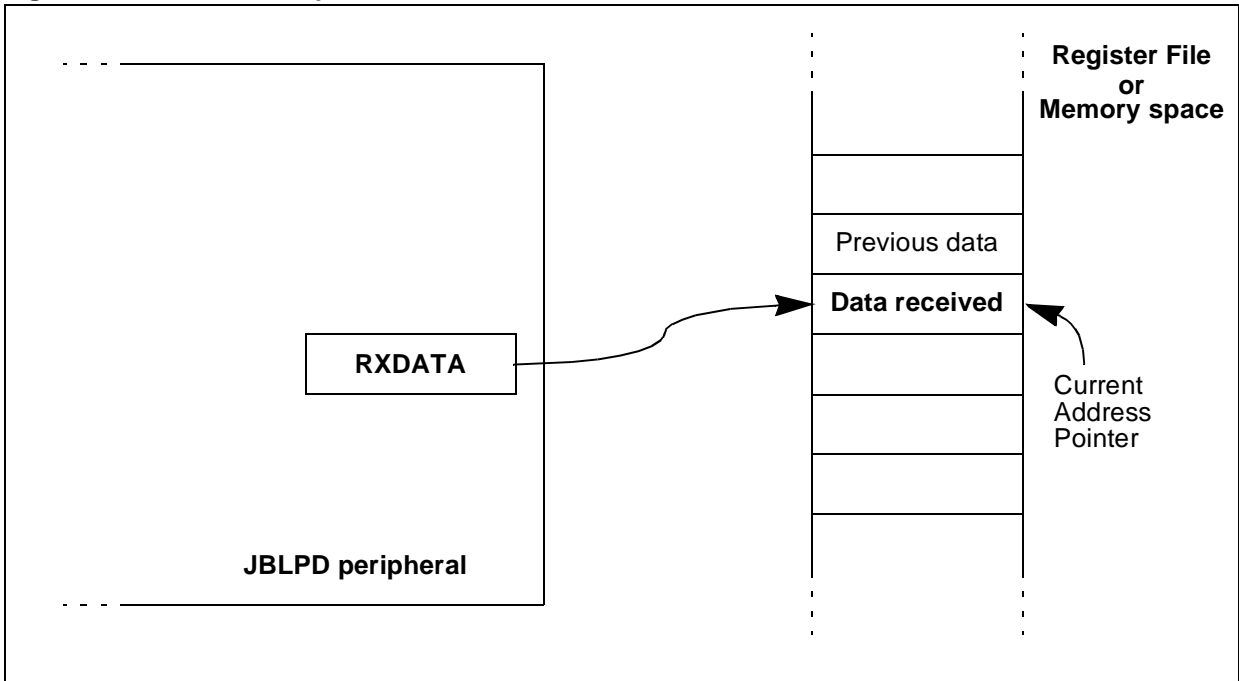 Register File
or
Memory space
Previous data
Data received
RXDATA
Current
Address
Pointer
JBLPD peripheral